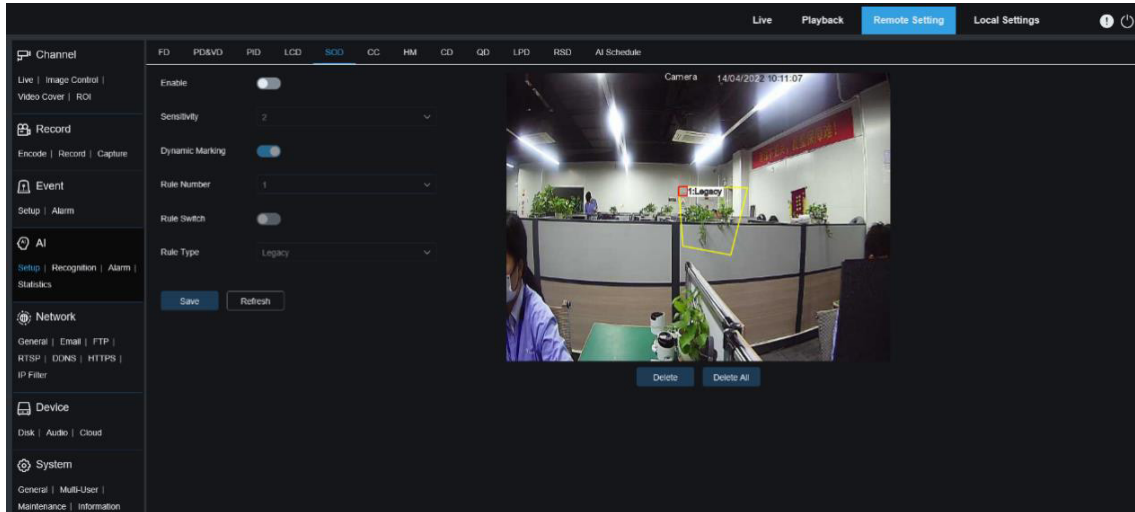 Live Playback Remote Setting Local Settings
Channel
Live | Image Control |
Video Cover | ROI
Record
Encode | Record | Capture
Event
Setup | Alarm
AI
Setup | Recognition | Alarm |
Statistics
Network
General | Email | FTP |
RTSP | DDNS | HTTPS |
IP Filter
Device
Disk | Audio | Cloud
System
General | Multi-User |
Maintenance | Information
FD PD&VD PID LCD SOD CC HM CD QD LPD RSD AI Schedule
Enable
Sensitivity 2
Dynamic Marking
Rule Number 1
Rule Switch
Rule Type Legacy
Save Refresh
Camera 14/04/2022 10:11:07
1:Legacy
Delete Delete All